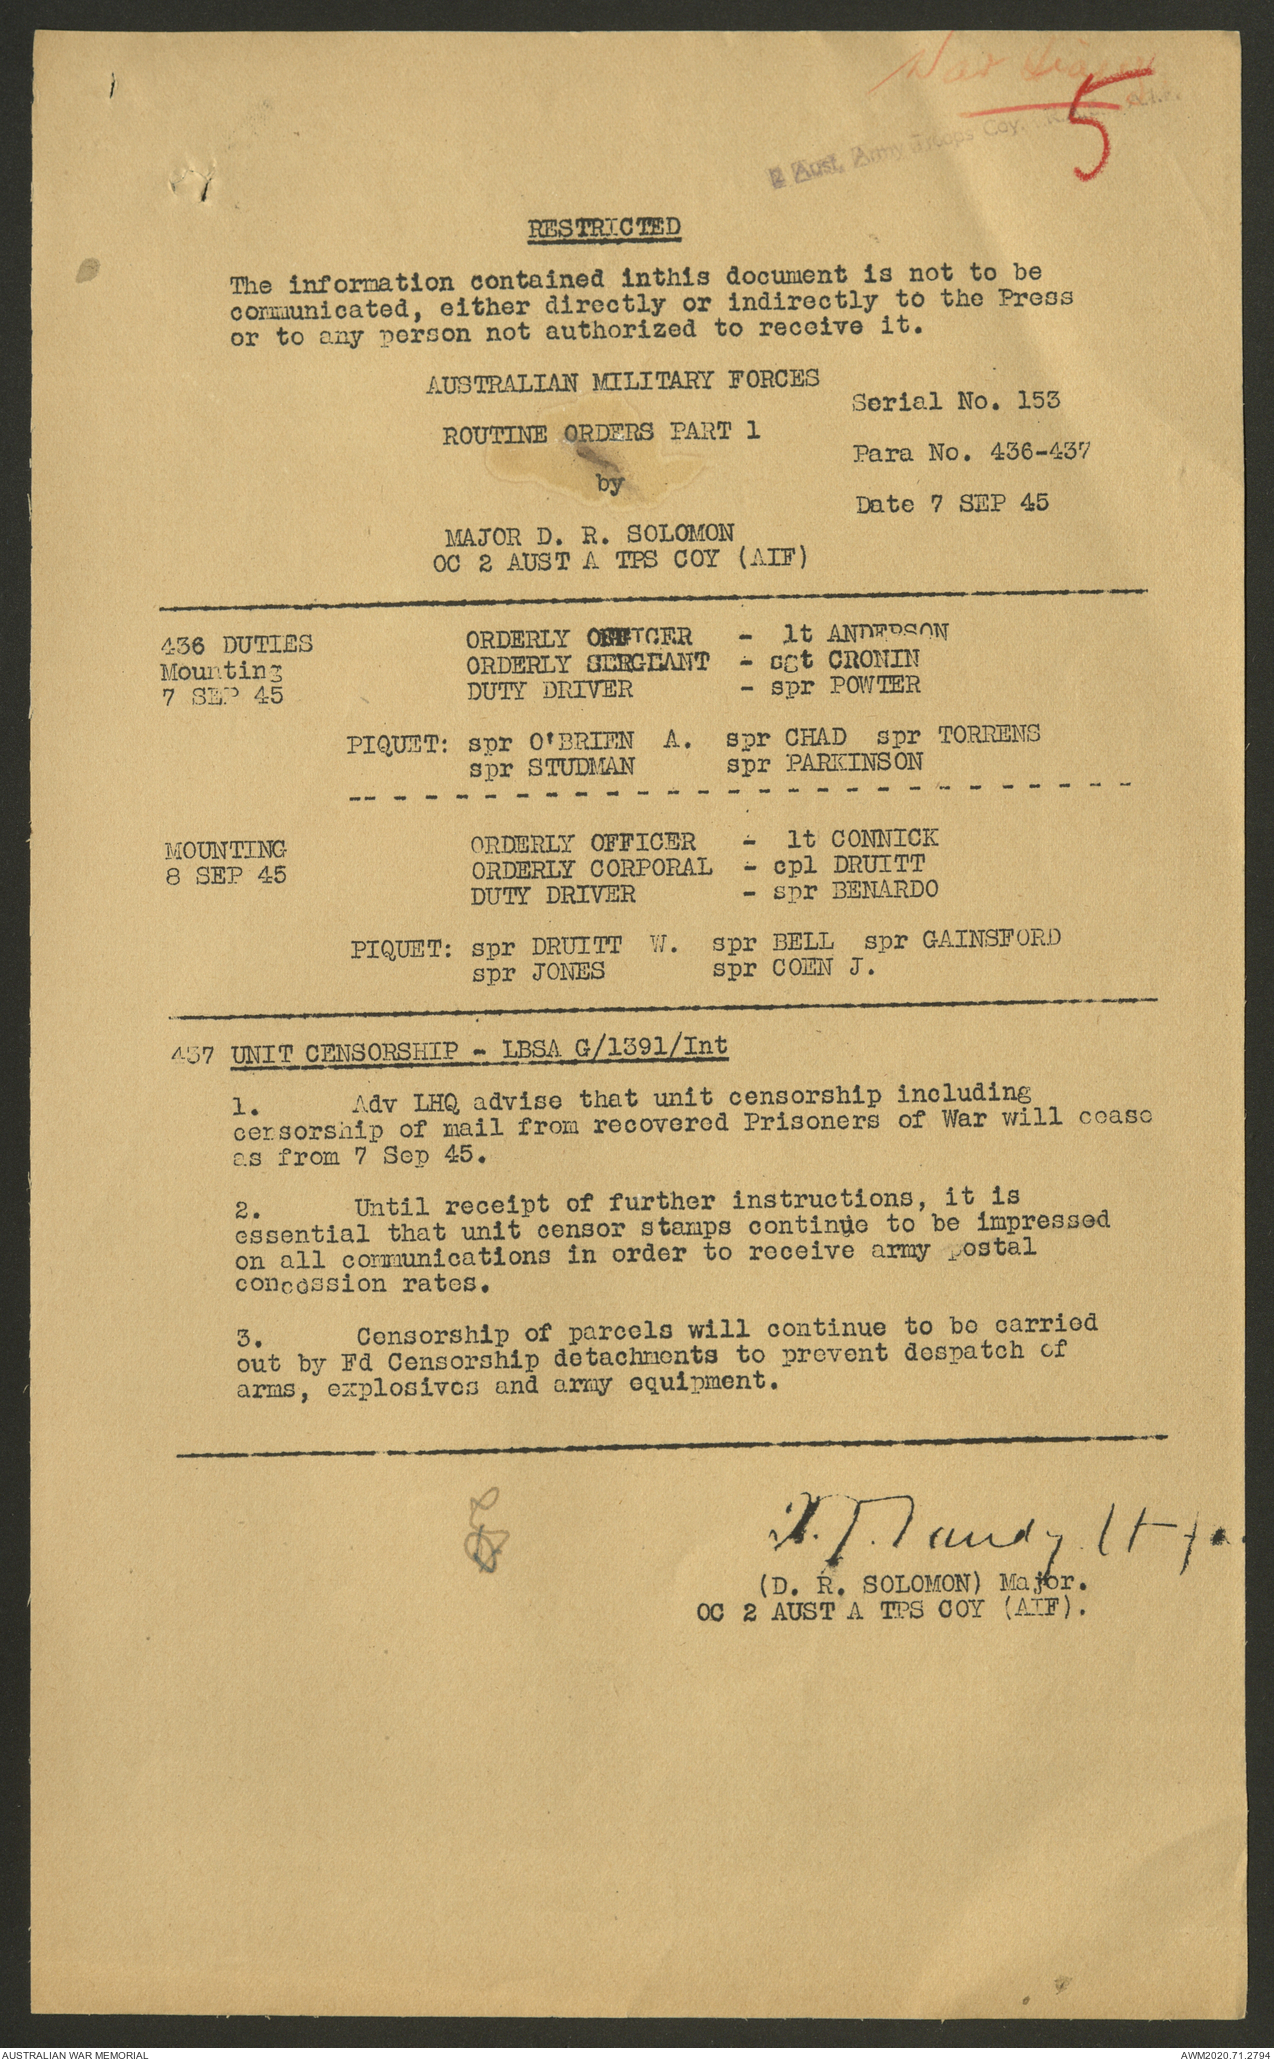 War Diary
5
2 Aust. Army Troops Coy. R.A.E. A.I.F.
RESTRICTED
The information contained inthis document is not to be
communicated, either directly or indirectly to the Press
or to any person not authorized to receive it.
AUSTRALIAN MILITARY FORCES
Serial No. 153
ROUTINE ORDERS PART 1
Para No. 436-437
by
Date 7 SEP 45
MAJOR D. R. SOLOMON
OC 2 AUST A TPS COY (AIF)
436 DUTIES ORDERLY OFFICER - lt ANDERSON
Mounting ORDERLY SERGEANT - sgt CRONIN
7 SEP 45 DUTY DRIVER - spr POWTER
PIQUET: spr O'BRIEN A. spr CHAD spr TORRENS
spr STUDMAN spr PARKINSON
MOUNTING ORDERLY OFFICER - lt CONNICK
8 SEP 45 ORDERLY CORPORAL - cpl DRUITT
DUTY DRIVER - spr BENARDO
PIQUET: spr DRUITT W. spr BELL spr GAINSFORD
spr JONES spr COEN J.
437 UNIT CENSORSHIP - LBSA G/1391/Int
1. Adv LHQ advise that unit censorship including
censorship of mail from recovered Prisoners of War will cease
as from 7 Sep 45.
2. Until receipt of further instructions, it is
essential that unit censor stamps continue to be impressed
on all communications in order to receive army postal
concession rates.
3. Censorship of parcels will continue to be carried
out by Fd Censorship detachments to prevent despatch of
arms, explosives and army equipment.
(D. R. SOLOMON) Major.
OC 2 AUST A TPS COY (AIF).
AUSTRALIAN WAR MEMORIAL
AWM2020.71.2794